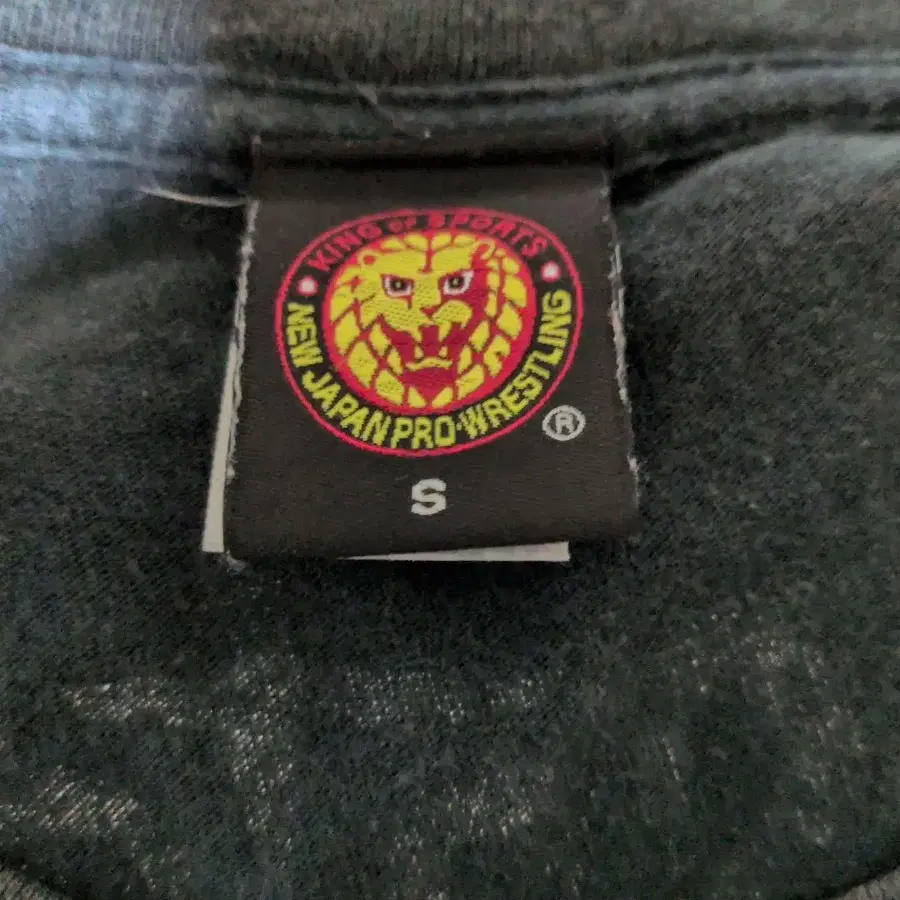 KING OF SPORTS
NEW JAPAN PRO-WRESTLING
®
S